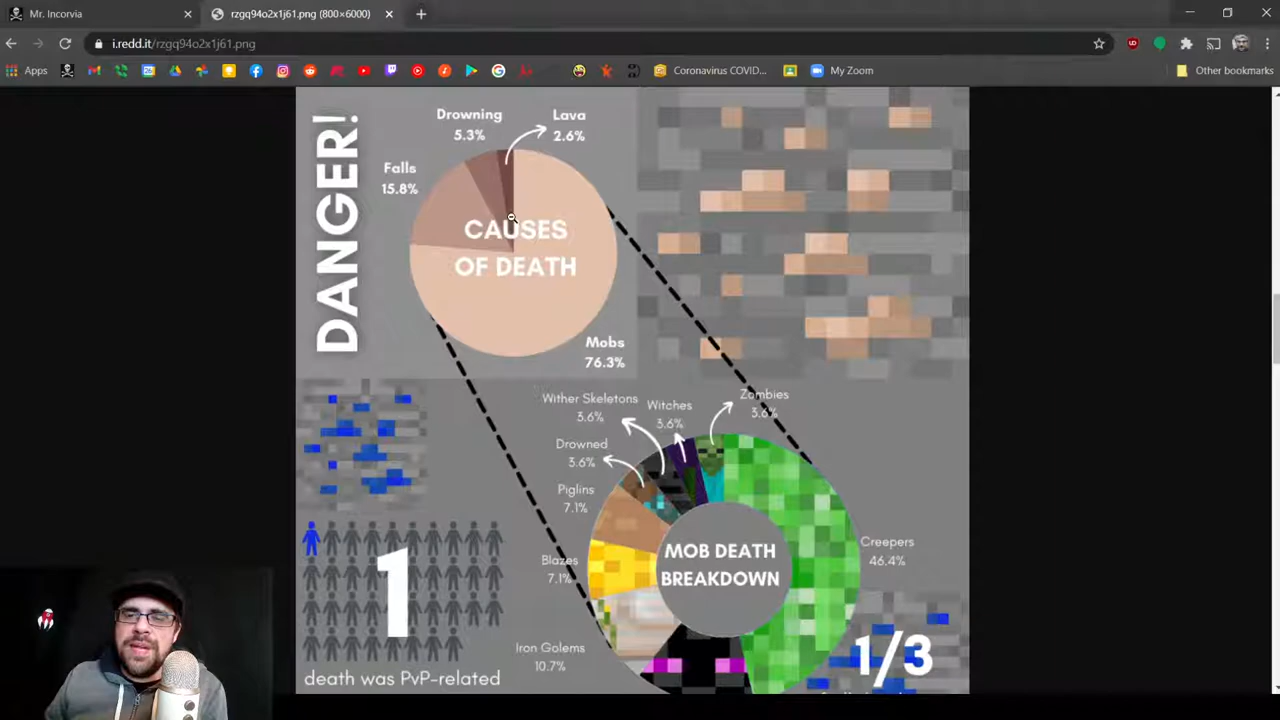 Mr. Incorvia
rzgq94o2x1j61.png (800×6000)
i.redd.it/rzgq94o2x1j61.png
Apps
Coronavirus COVID...
My Zoom
Other bookmarks
DANGER!
Drowning
5.3%
Lava
2.6%
Falls
15.8%
CAUSES
OF DEATH
Mobs
76.3%
Wither Skeletons
3.6%
Witches
3.6%
Zombies
3.6%
Drowned
3.6%
Piglins
7.1%
Blazes
7.1%
Iron Golems
10.7%
MOB DEATH
BREAKDOWN
Creepers
46.4%
1
death was PvP-related
1/3